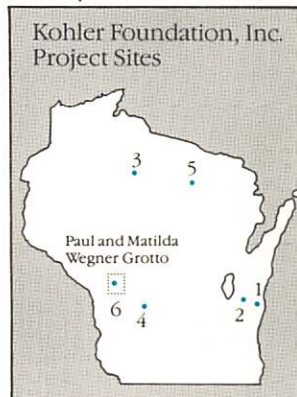 Kohler Foundation, Inc.
Project Sites
3
5
Paul and Matilda
Wegner Grotto
6
4
2
1